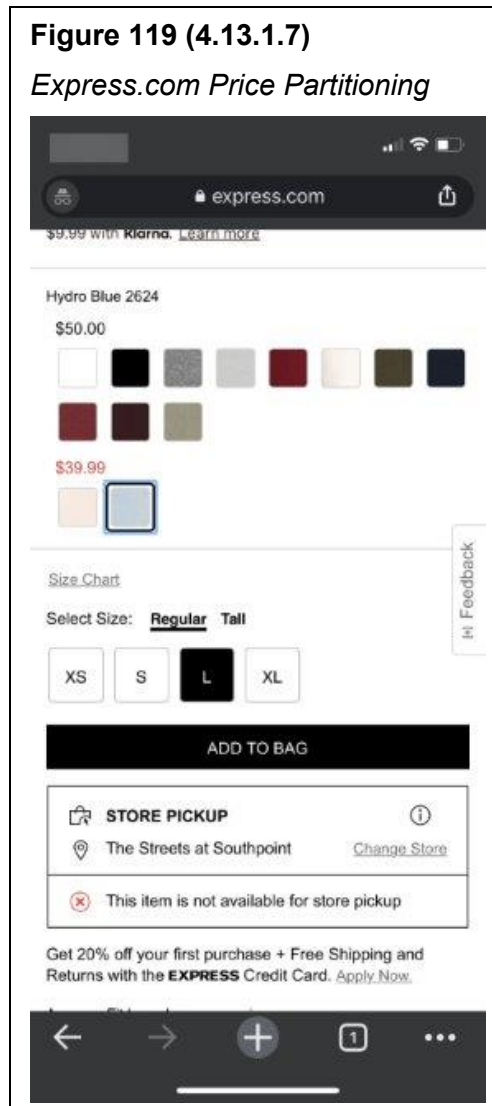 Figure 119 (4.13.1.7)
Express.com Price Partitioning
express.com
$9.99 with Klarna. Learn more
Hydro Blue 2624
$50.00
$39.99
Feedback
Size Chart
Select Size: Regular Tall
XS S L XL
ADD TO BAG
STORE PICKUP
The Streets at Southpoint Change Store
This item is not available for store pickup
Get 20% off your first purchase + Free Shipping and
Returns with the EXPRESS Credit Card. Apply Now.
1